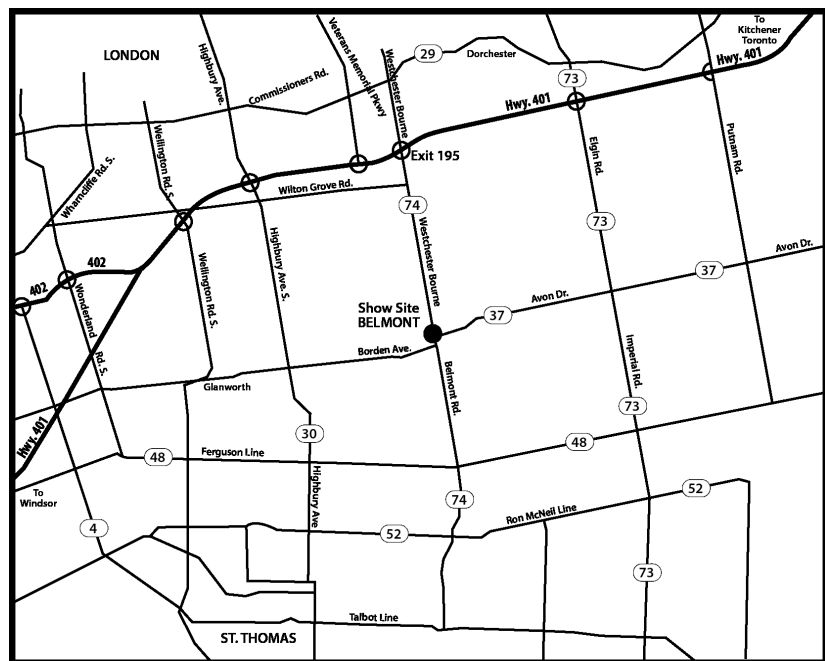 To
Kitchener
Toronto
LONDON
Highbury Ave.
Veterans Memorial Pkwy
Westchester Bourne
29
Dorchester
73
Hwy. 401
Commissioners Rd.
Hwy. 401
Wellington Rd. S.
Exit 195
Elgin Rd.
Putnam Rd.
Wharncliffe Rd. S.
Wilton Grove Rd.
74
73
Westchester Bourne
Highbury Ave. S.
Wellington Rd. S.
Avon Dr.
402
37
402
Wonderland Rd. S.
Avon Dr.
Show Site
BELMONT
37
Borden Ave.
Imperial Rd.
Belmont Rd.
Glanworth
73
Hwy. 401
30
48
Ferguson Line
48
To
Windsor
Highbury Ave
74
52
Ron McNeil Line
4
52
73
Talbot Line
ST. THOMAS